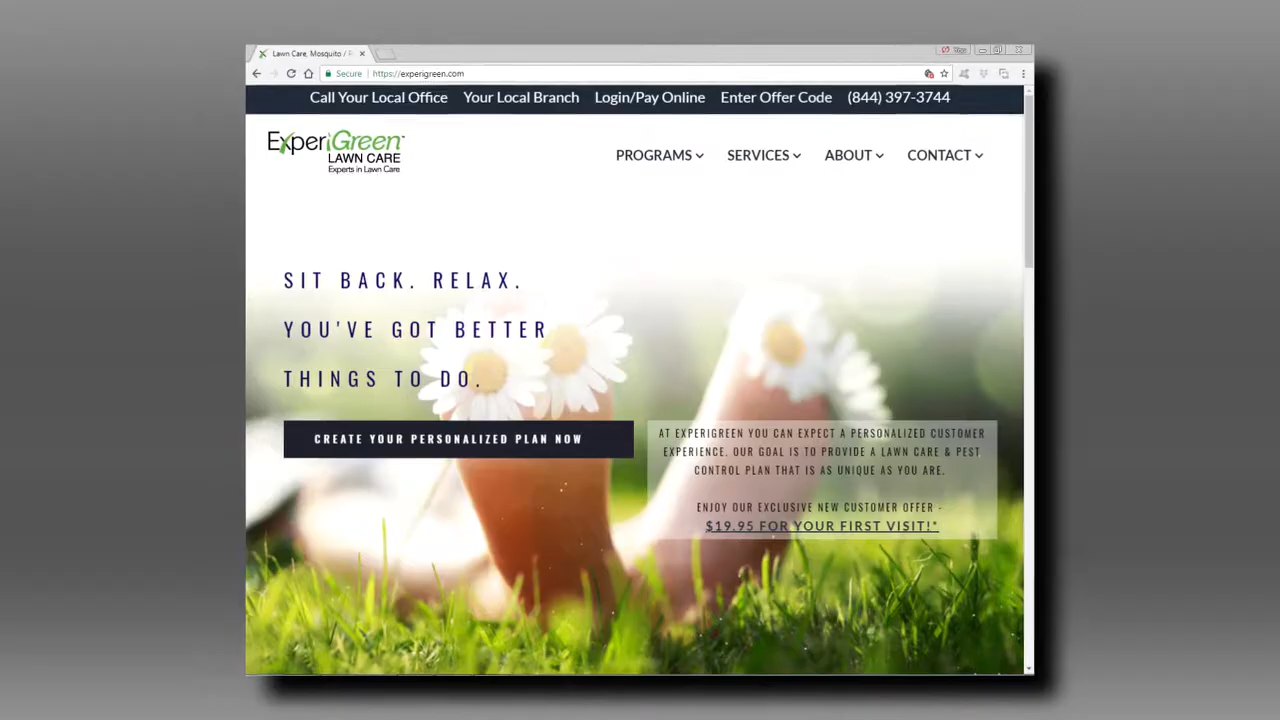 Lawn Care, Mosquito / P
Secure https://experigreen.com
Call Your Local Office Your Local Branch Login/Pay Online Enter Offer Code (844) 397-3744
ExperiGreen™
LAWN CARE
Experts in Lawn Care
PROGRAMS SERVICES ABOUT CONTACT
SIT BACK. RELAX.
YOU'VE GOT BETTER
THINGS TO DO.
CREATE YOUR PERSONALIZED PLAN NOW
AT EXPERIGREEN YOU CAN EXPECT A PERSONALIZED CUSTOMER
EXPERIENCE. OUR GOAL IS TO PROVIDE A LAWN CARE & PEST
CONTROL PLAN THAT IS AS UNIQUE AS YOU ARE.
ENJOY OUR EXCLUSIVE NEW CUSTOMER OFFER -
$19.95 FOR YOUR FIRST VISIT!*